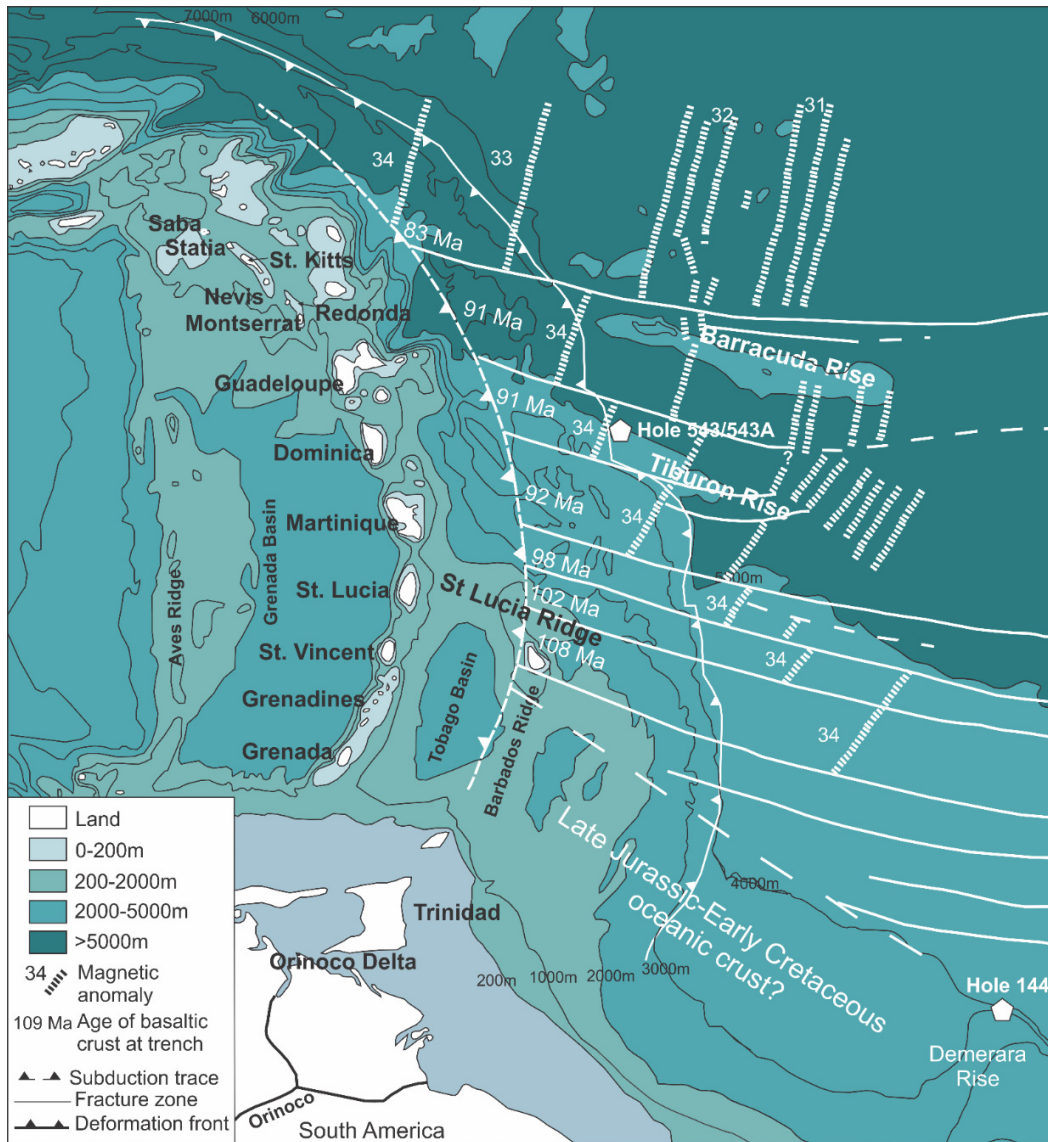 7000m
6000m
34
33
32
31
83 Ma
Saba
Statia
St. Kitts
Nevis
Montserrat
Redonda
91 Ma
34
Barracuda Rise
Guadeloupe
91 Ma
34
Hole 543/543A
Dominica
Tiburon Rise
?
92 Ma
34
Martinique
Grenada Basin
98 Ma
5000m
St. Lucia
St Lucia Ridge
102 Ma
34
Aves Ridge
St. Vincent
108 Ma
34
Grenadines
Tobago Basin
Barbados Ridge
34
Grenada
Late Jurassic-Early Cretaceous
oceanic crust?
4000m
Land
0-200m
200-2000m
2000-5000m
>5000m
34 Magnetic
anomaly
109 Ma Age of basaltic
crust at trench
Subduction trace
Fracture zone
Deformation front
Trinidad
Orinoco Delta
200m
1000m
2000m
3000m
Hole 144
Demerara
Rise
Orinoco
South America